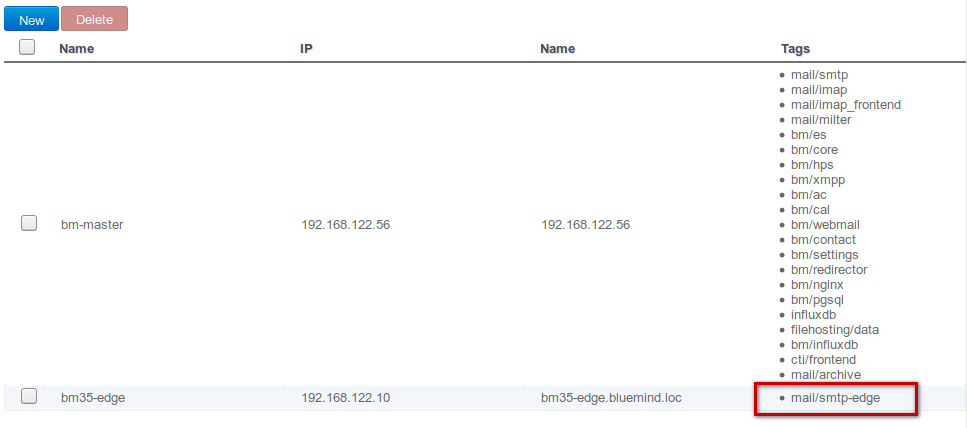 New Delete
Name IP Name Tags
mail/smtp
mail/imap
mail/imap_frontend
mail/milter
bm/es
bm/core
bm/hps
bm/xmpp
bm/ac
bm/cal
bm-master 192.168.122.56 192.168.122.56 bm/webmail
bm/contact
bm/settings
bm/redirector
bm/nginx
bm/pgsql
influxdb
filehosting/data
bm/influxdb
cti/frontend
mail/archive
bm35-edge 192.168.122.10 bm35-edge.bluemind.loc mail/smtp-edge